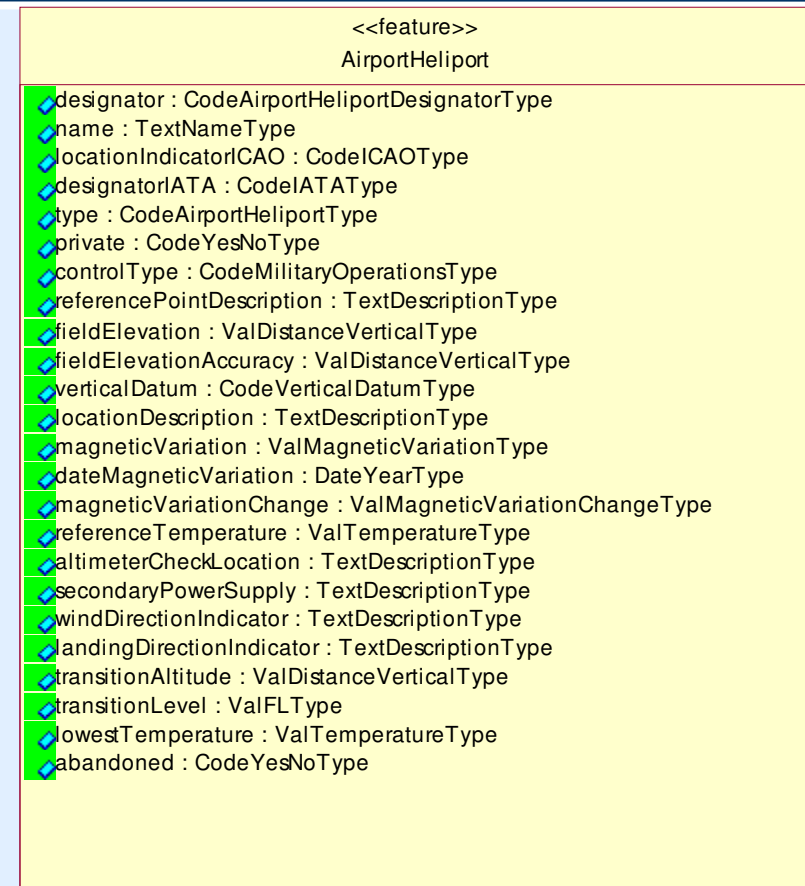 <<feature>>
AirportHeliport
designator : CodeAirportHeliportDesignatorType
name : TextNameType
locationIndicatorICAO : CodeICAOType
designatorIATA : CodeIATAType
type : CodeAirportHeliportType
private : CodeYesNoType
controlType : CodeMilitaryOperationsType
referencePointDescription : TextDescriptionType
fieldElevation : ValDistanceVerticalType
fieldElevationAccuracy : ValDistanceVerticalType
verticalDatum : CodeVerticalDatumType
locationDescription : TextDescriptionType
magneticVariation : ValMagneticVariationType
dateMagneticVariation : DateYearType
magneticVariationChange : ValMagneticVariationChangeType
referenceTemperature : ValTemperatureType
altimeterCheckLocation : TextDescriptionType
secondaryPowerSupply : TextDescriptionType
windDirectionIndicator : TextDescriptionType
landingDirectionIndicator : TextDescriptionType
transitionAltitude : ValDistanceVerticalType
transitionLevel : ValFLType
lowestTemperature : ValTemperatureType
abandoned : CodeYesNoType